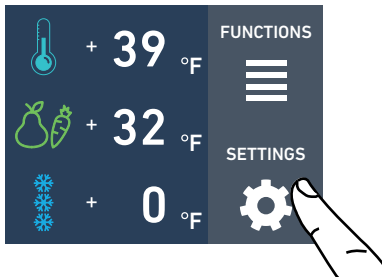 + 39 °F
+ 32 °F
+ 0 °F
FUNCTIONS
SETTINGS